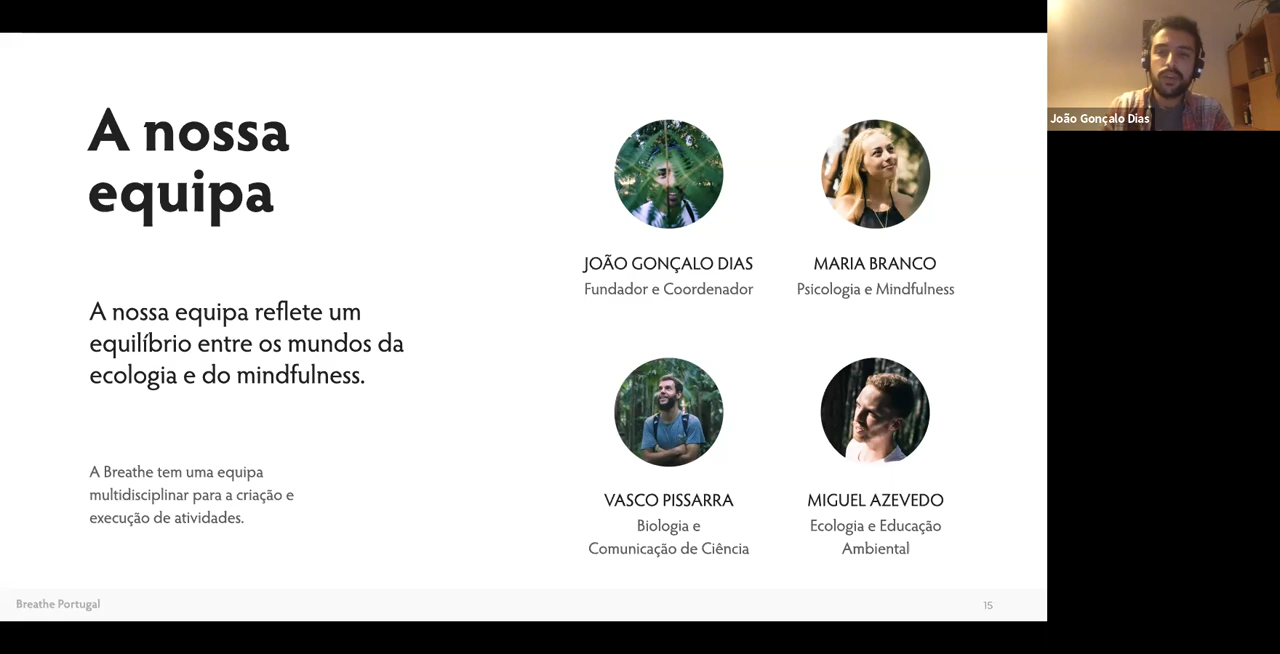 A nossa
equipa
A nossa equipa reflete um
equilíbrio entre os mundos da
ecologia e do mindfulness.
A Breathe tem uma equipa
multidisciplinar para a criação e
execução de atividades.
JOÃO GONÇALO DIAS
Fundador e Coordenador
MARIA BRANCO
Psicologia e Mindfulness
VASCO PISSARRA
Biologia e
Comunicação de Ciência
MIGUEL AZEVEDO
Ecologia e Educação
Ambiental
Breathe Portugal
15
João Gonçalo Dias